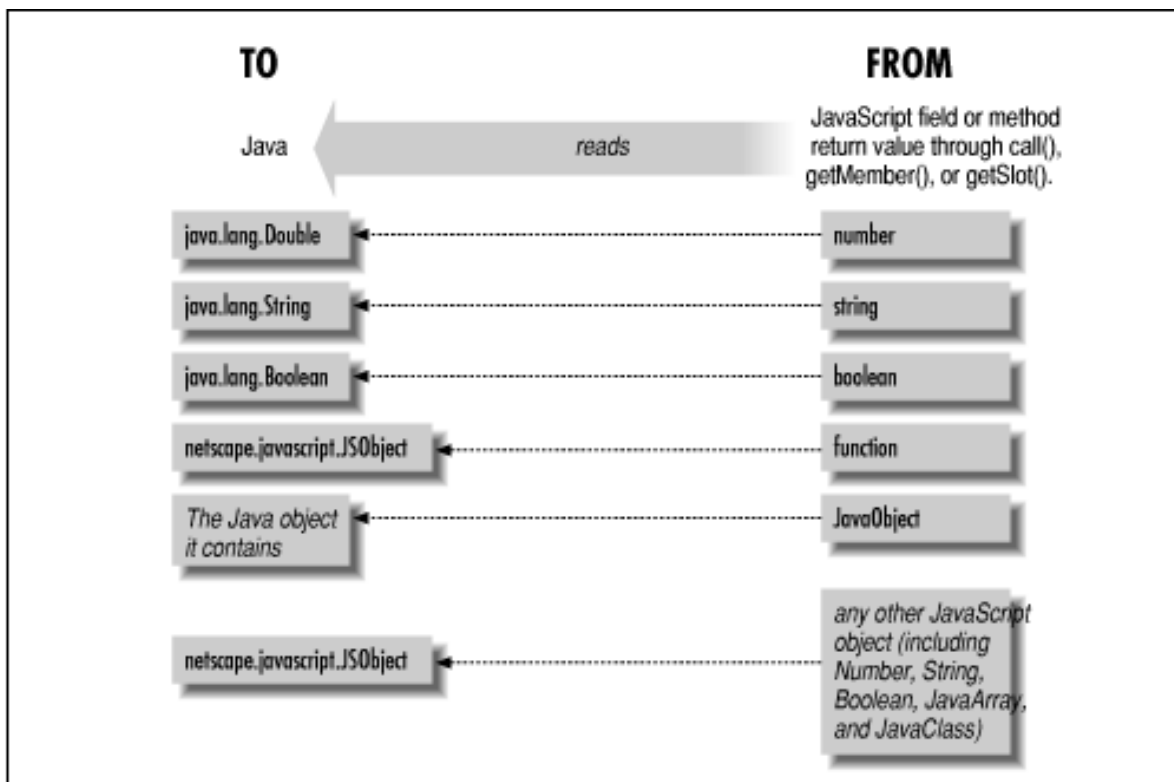 TO
FROM
Java
reads
JavaScript field or method
return value through call(),
getMember(), or getSlot().
java.lang.Double
number
java.lang.String
string
java.lang.Boolean
boolean
netscape.javascript.JSObject
function
The Java object
it contains
JavaObject
netscape.javascript.JSObject
any other JavaScript
object (including
Number, String,
Boolean, JavaArray,
and JavaClass)